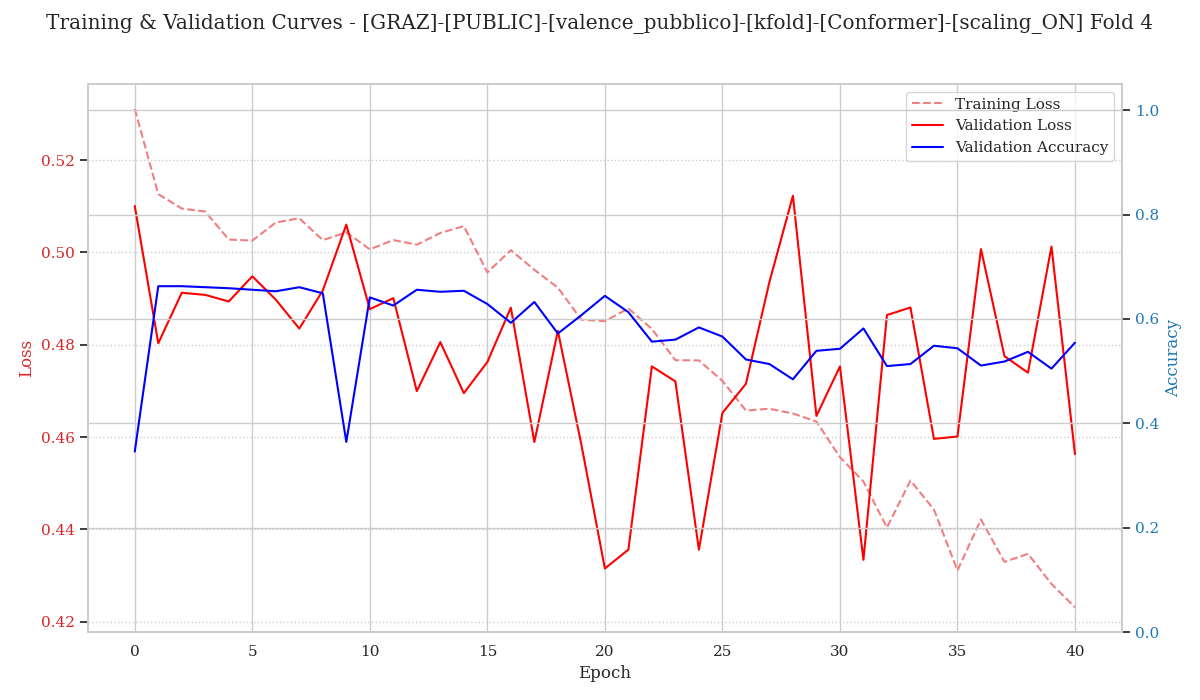 Training & Validation Curves - [GRAZ]-[PUBLIC]-[valence_pubblico]-[kfold]-[Conformer]-[scaling_ON] Fold 4
Training Loss
Validation Loss
Validation Accuracy
Loss
0.52
0.50
0.48
0.46
0.44
0.42
1.0
0.8
0.6
0.4
0.2
0.0
Accuracy
0 5 10 15 20 25 30 35 40
Epoch